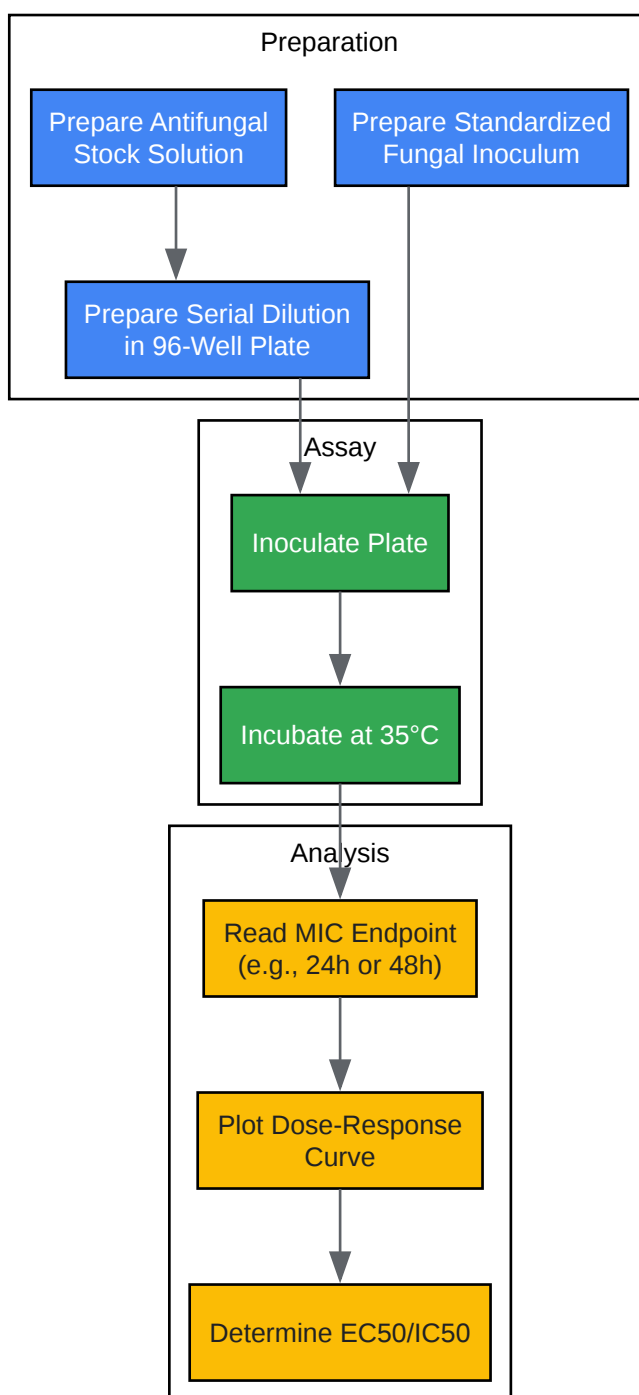 Preparation
Prepare Antifungal
Stock Solution
Prepare Standardized
Fungal Inoculum
Prepare Serial Dilution
in 96-Well Plate
Assay
Inoculate Plate
Incubate at 35°C
Analysis
Read MIC Endpoint
(e.g., 24h or 48h)
Plot Dose-Response
Curve
Determine EC50/IC50